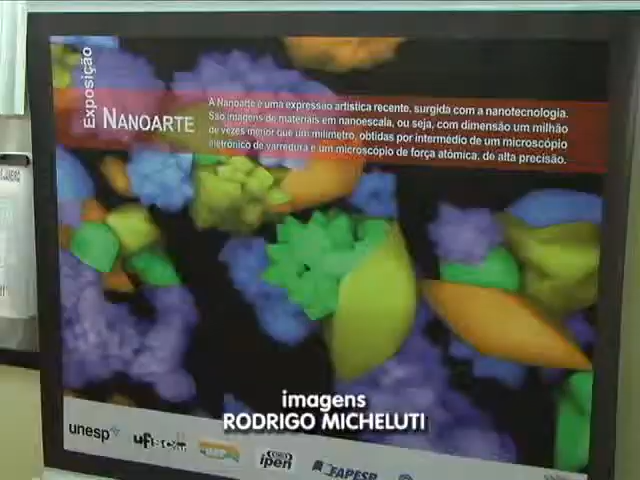 Exposição
NANOARTE
A Nanoarte é uma expressão artística recente, surgida com a nanotecnologia.
São imagens de materiais em nanoescala, ou seja, com dimensão um milhão
de vezes menor que um milímetro, obtidas por intermédio de um microscópio
eletrônico de varredura e um microscópio de força atômica, de alta precisão.
imagens
RODRIGO MICHELUTI
unesp
ufscar
ipen
FAPESP